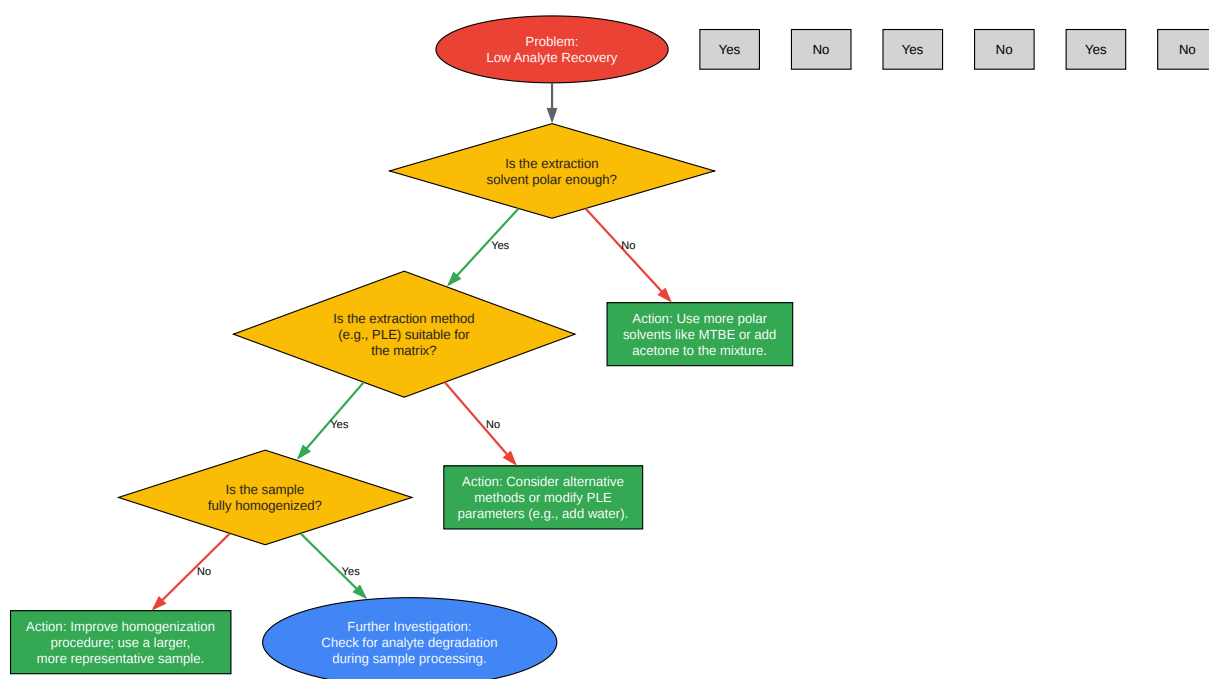 Problem:
Low Analyte Recovery
Yes
No
Yes
No
Yes
No
Is the extraction
solvent polar enough?
Yes
No
Is the extraction method
(e.g., PLE) suitable for
the matrix?
Action: Use more polar
solvents like MTBE or add
acetone to the mixture.
Yes
No
Is the sample
fully homogenized?
Action: Consider alternative
methods or modify PLE
parameters (e.g., add water).
No
Yes
Action: Improve homogenization
procedure; use a larger,
more representative sample.
Further Investigation:
Check for analyte degradation
during sample processing.